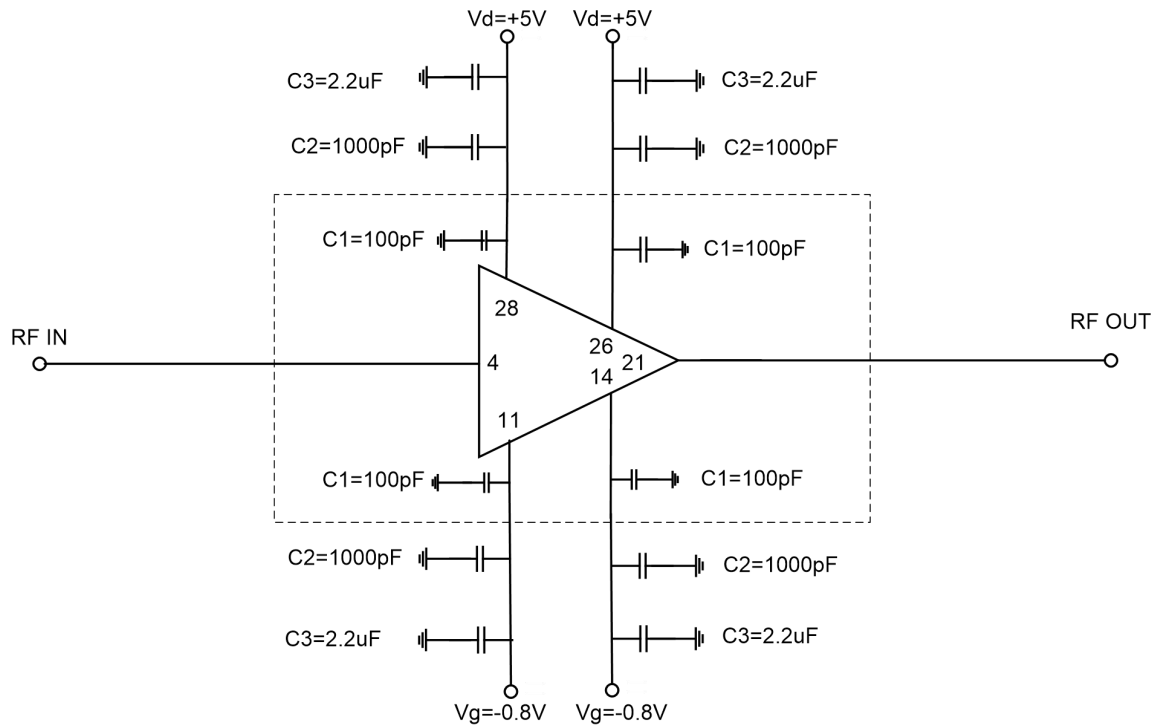 Vd=+5V Vd=+5V
C3=2.2uF C3=2.2uF
C2=1000pF C2=1000pF
C1=100pF C1=100pF
28
RF IN RF OUT
26
4 21
14
11
C1=100pF C1=100pF
C2=1000pF C2=1000pF
C3=2.2uF C3=2.2uF
Vg=-0.8V Vg=-0.8V